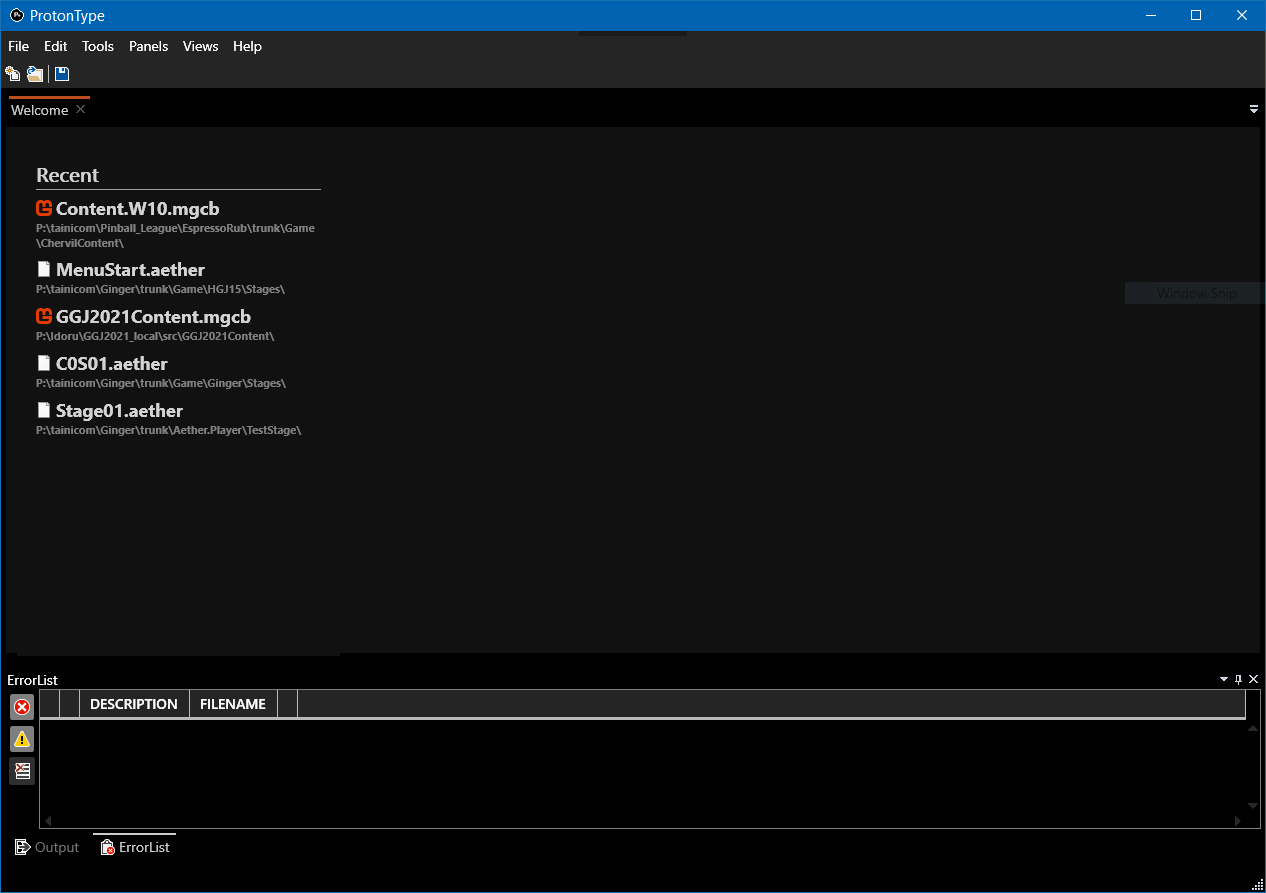 ProtonType
File Edit Tools Panels Views Help
Welcome
Recent
Content.W10.mgcb
P:\tainicom\Pinball_League\EspressoRub\trunk\Game
\ChervilContent\
MenuStart.aether
P:\tainicom\Ginger\trunk\Game\HGJ15\Stages\
Window Snip
GGJ2021Content.mgcb
P:\Idoru\GGJ2021_local\src\GGJ2021Content\
C0S01.aether
P:\tainicom\Ginger\trunk\Game\Ginger\Stages\
Stage01.aether
P:\tainicom\Ginger\trunk\Aether.Player\TestStage\
ErrorList
DESCRIPTION FILENAME
Output ErrorList